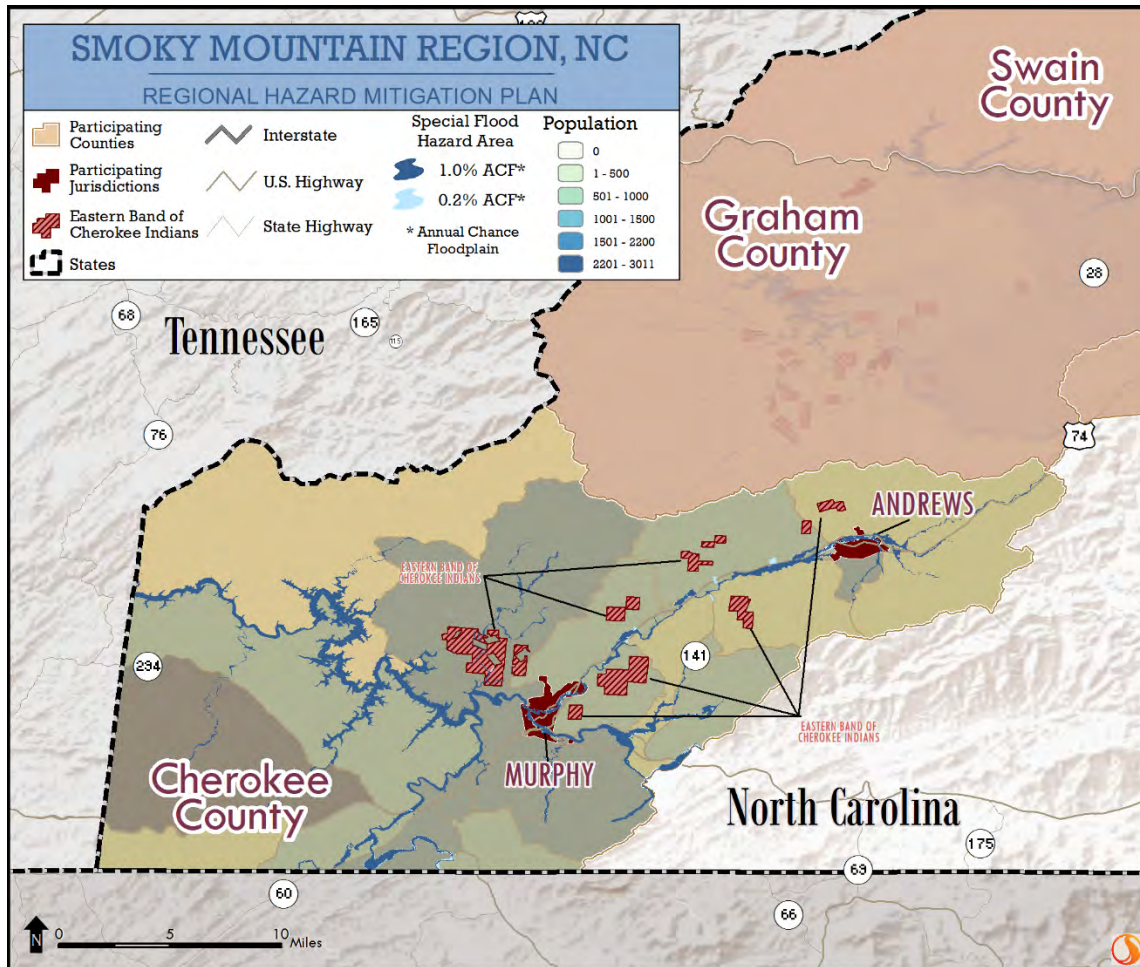 SMOKY MOUNTAIN REGION, NC
REGIONAL HAZARD MITIGATION PLAN
Participating
Counties
Participating
Jurisdictions
Eastern Band of
Cherokee Indians
States
Interstate
U.S. Highway
State Highway
Special Flood
Hazard Area
1.0% ACF*
0.2% ACF*
* Annual Chance
Floodplain
Population
0
1 - 500
501 - 1000
1001 - 1500
1501 - 2200
2201 - 3011
Swain
County
Graham
County
28
68
165
115
Tennessee
76
74
ANDREWS
EASTERN BAND OF
CHEROKEE INDIANS
294
141
EASTERN BAND OF
CHEROKEE INDIANS
MURPHY
Cherokee
County
North Carolina
175
69
60
66
N
0 5 10
Miles